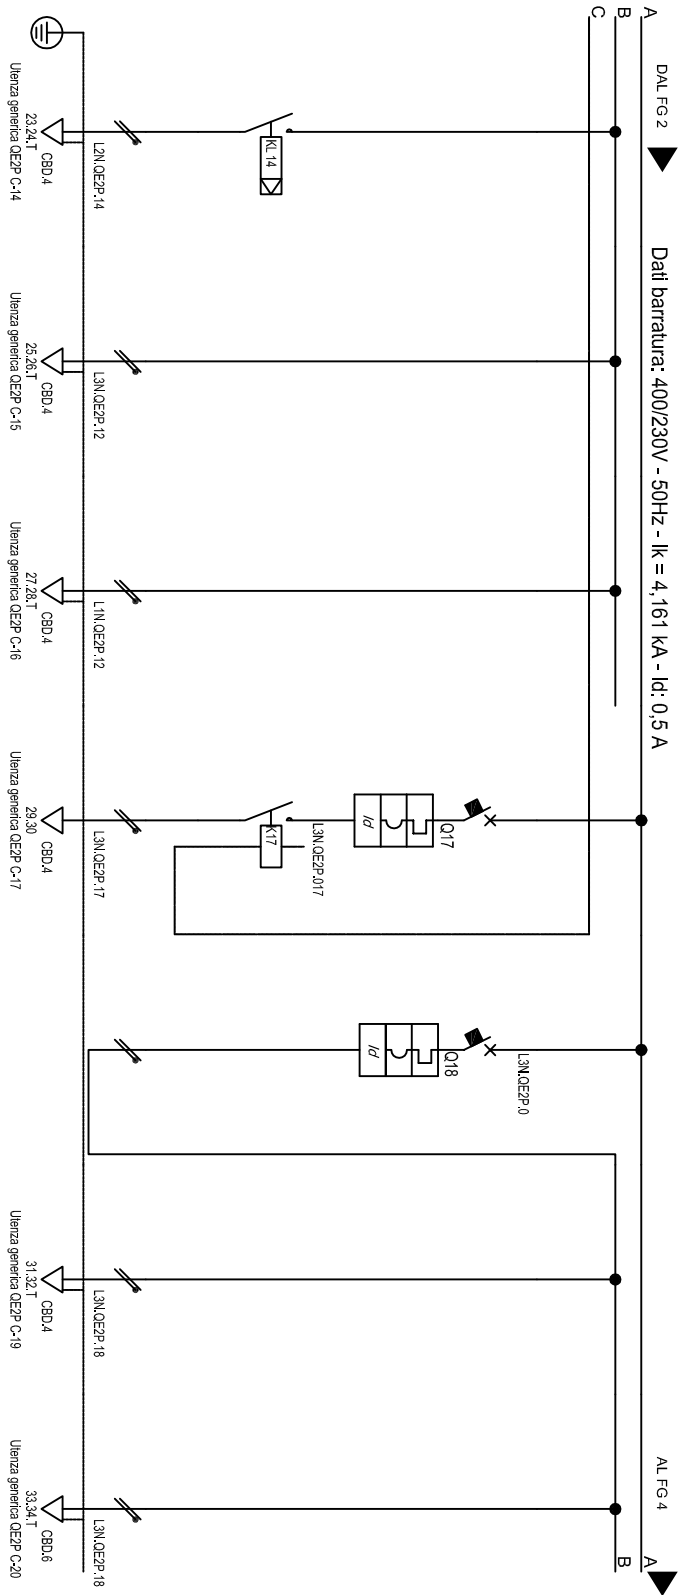 DAL FG 2
AL FG 4
A
A
B
B
C
Dati barratura: 400/230V - 50Hz - Ik = 4,161 kA - Id: 0,5 A
KL 14
L2N.QE2P.14
CBD.4
23.24.T
Utenza generica QE2P C-14
L3N.QE2P.12
CBD.4
25.26.T
Utenza generica QE2P C-15
L1N.QE2P.12
CBD.4
27.28.T
Utenza generica QE2P C-16
Q17
Id
L3N.QE2P.017
K17
L3N.QE2P.17
CBD.4
29.30
Utenza generica QE2P C-17
L3N.QE2P.0
Q18
Id
L3N.QE2P.18
CBD.4
31.32.T
Utenza generica QE2P C-19
L3N.QE2P.18
CBD.6
33.34.T
Utenza generica QE2P C-20